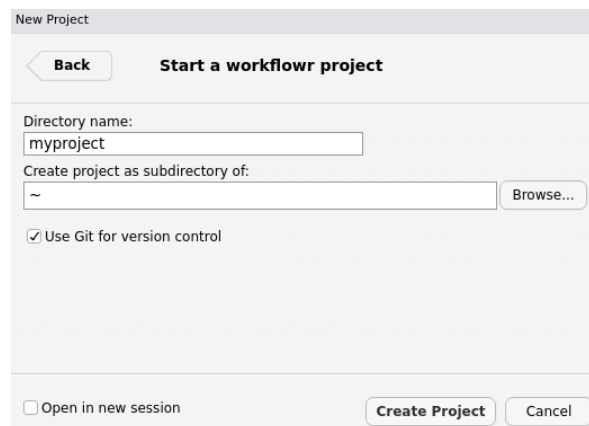 New Project
Back
Start a workflowr project
Directory name:
myproject
Create project as subdirectory of:
~
Browse...
Use Git for version control
Open in new session
Create Project
Cancel